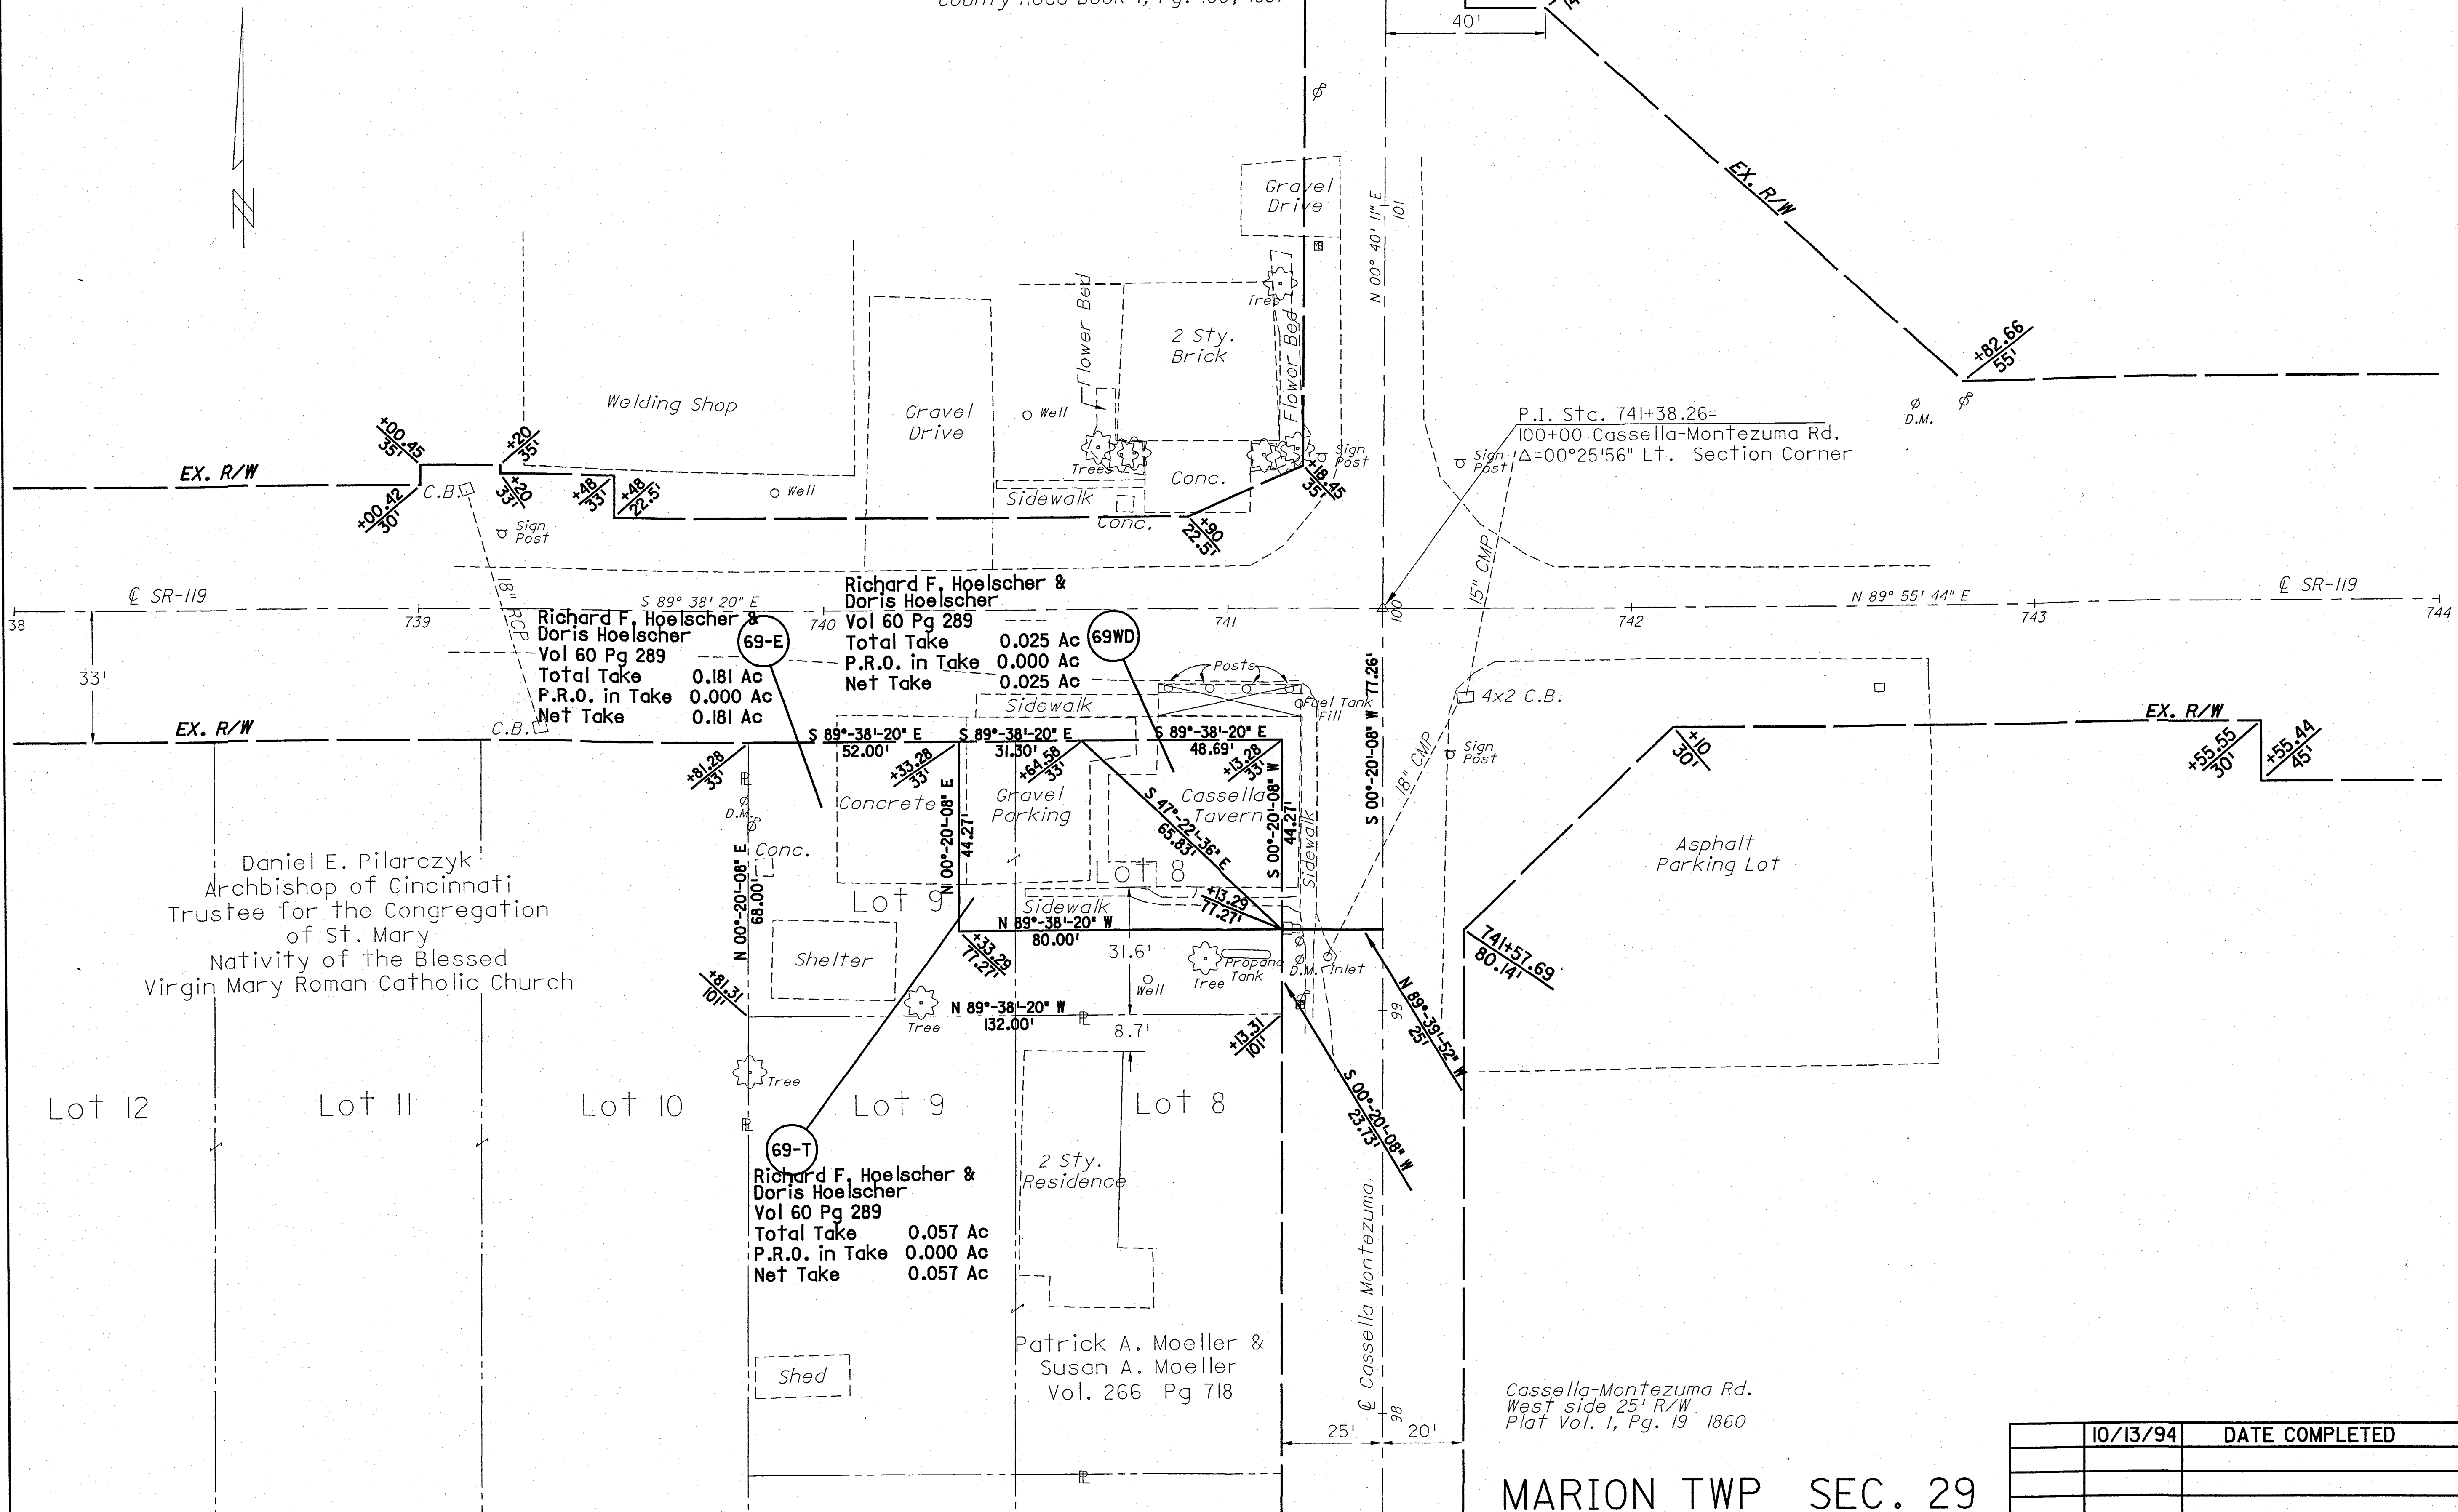 40'
EX. R/W
+82.66
55'
D.M.
Gravel
Drive
N 00° 40' 11" E
101
Tree
Flower Bed
2 Sty.
Brick
Flower Bed
Welding Shop
Gravel
Drive
Well
P.I. Sta. 741+38.26=
100+00 Cassella-Montezuma Rd.
Δ=00°25'56" Lt. Section Corner
Sign
Post
Sign
Post
+18.45
35'
Trees
Conc.
Sidewalk
Conc.
+90
22.5'
+00.45
35'
+20
35'
EX. R/W
C.B.
+00.42
30'
+20
33'
+48
33'
+48
22.5'
Well
Sign
Post
18" RCP
15" CMP
℄ SR-119
S 89° 38' 20" E
N 89° 55' 44" E
℄ SR-119
38
739
740
741
100
742
743
744
33'
Richard F. Hoelscher &
Doris Hoelscher
Vol 60 Pg 289
Total Take 0.181 Ac
P.R.O. in Take 0.000 Ac
Net Take 0.181 Ac
69-E
Richard F. Hoelscher &
Doris Hoelscher
Vol 60 Pg 289
Total Take 0.025 Ac
P.R.O. in Take 0.000 Ac
Net Take 0.025 Ac
69WD
Posts
Sidewalk
Fuel Tank
Fill
S 00°-20'-08" W 77.26'
4x2 C.B.
Sign
Post
18" CMP
EX. R/W
C.B.
S 89°-38'-20" E
52.00'
S 89°-38'-20" E
31.30'
S 89°-38'-20" E
48.69'
+81.28
33'
+33.28
33'
+64.58
33'
+13.28
33'
EX. R/W
+10
30'
+55.55
30'
+55.44
45'
D.M.
Conc.
Concrete
Gravel
Parking
Cassella
Tavern
N 00°-20'-08" E
68.00'
N 00°-20'-08" E
44.27'
S 47°-22'-36" E
65.83'
S 00°-20'-08" W
44.27'
Sidewalk
Asphalt
Parking Lot
Daniel E. Pilarczyk
Archbishop of Cincinnati
Trustee for the Congregation
of St. Mary
Nativity of the Blessed
Virgin Mary Roman Catholic Church
Lot 9
Lot 8
Sidewalk
+13.29
77.27'
N 89°-38'-20" W
80.00'
+33.29
77.27'
31.6'
Shelter
Well
Tree
Propane
Tank
D.M.
Inlet
741+57.69
80.14'
N 89°-39'-52" W
25'
99
+81.31
101'
Tree
N 89°-38'-20" W
132.00'
8.7'
+13.31
101'
S 00°-20'-08" W
23.73'
Tree
Lot 12
Lot 11
Lot 10
Lot 9
Lot 8
69-T
Richard F. Hoelscher &
Doris Hoelscher
Vol 60 Pg 289
Total Take 0.057 Ac
P.R.O. in Take 0.000 Ac
Net Take 0.057 Ac
2 Sty.
Residence
℄ Cassella Montezuma
Patrick A. Moeller &
Susan A. Moeller
Vol. 266 Pg 718
Shed
98
25'
20'
Cassella-Montezuma Rd.
West side 25' R/W
Plat Vol. 1, Pg. 19 1860
MARION TWP SEC. 29
10/13/94 DATE COMPLETED